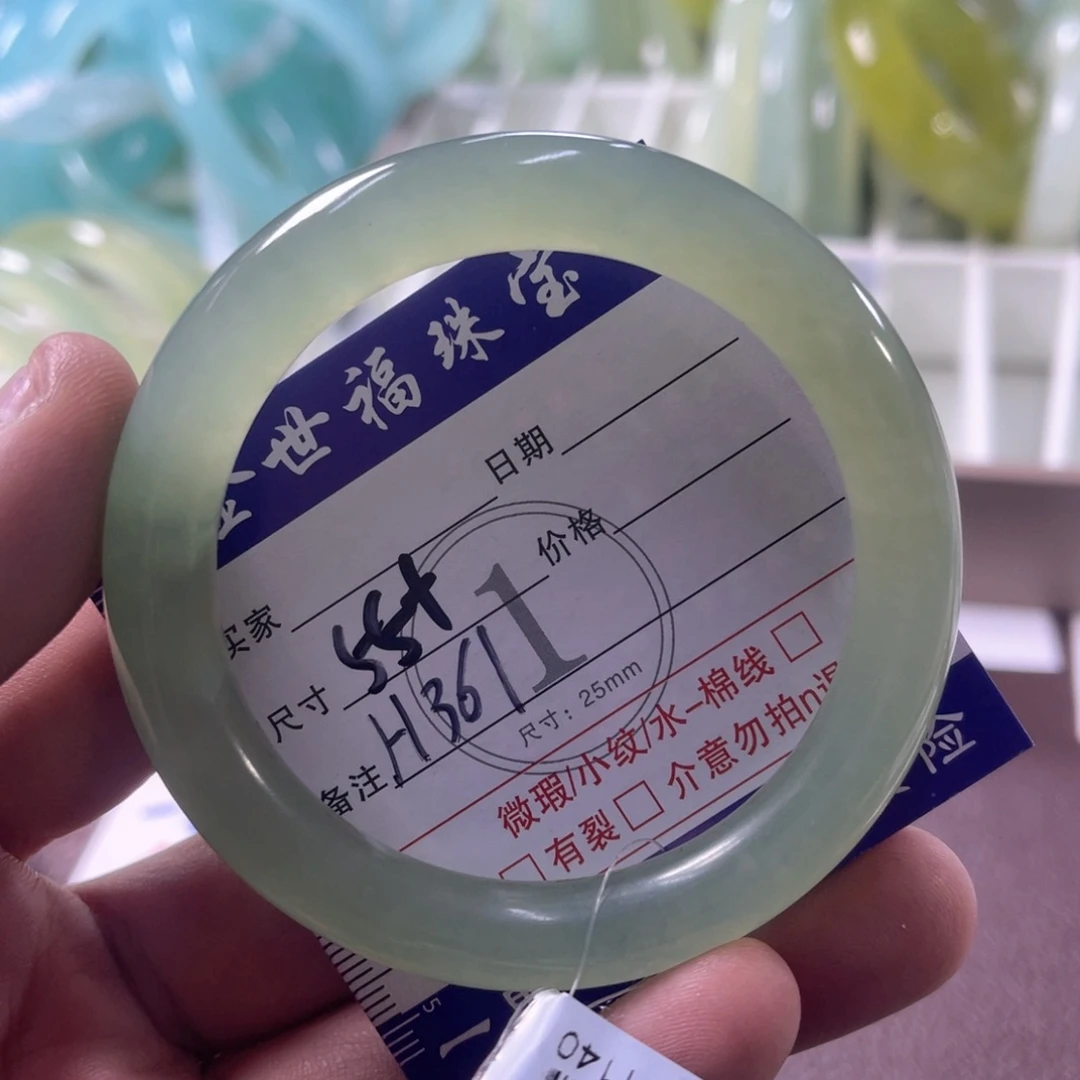 世福珠宝
日期
买家
价格
尺寸 55+
1
H361
备注
尺寸：25mm
微瑕/小纹/水-棉线 □
□ 有裂 □ 介意勿拍
险
5